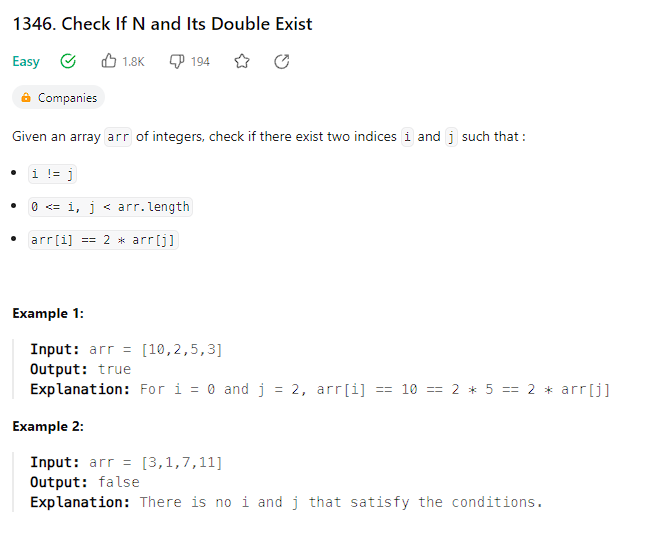 1346. Check If N and Its Double Exist
Easy 1.8K 194
Companies
Given an array arr of integers, check if there exist two indices i and j such that :
i != j
0 <= i, j < arr.length
arr[i] == 2 * arr[j]
Example 1:
Input: arr = [10,2,5,3]
Output: true
Explanation: For i = 0 and j = 2, arr[i] == 10 == 2 * 5 == 2 * arr[j]
Example 2:
Input: arr = [3,1,7,11]
Output: false
Explanation: There is no i and j that satisfy the conditions.